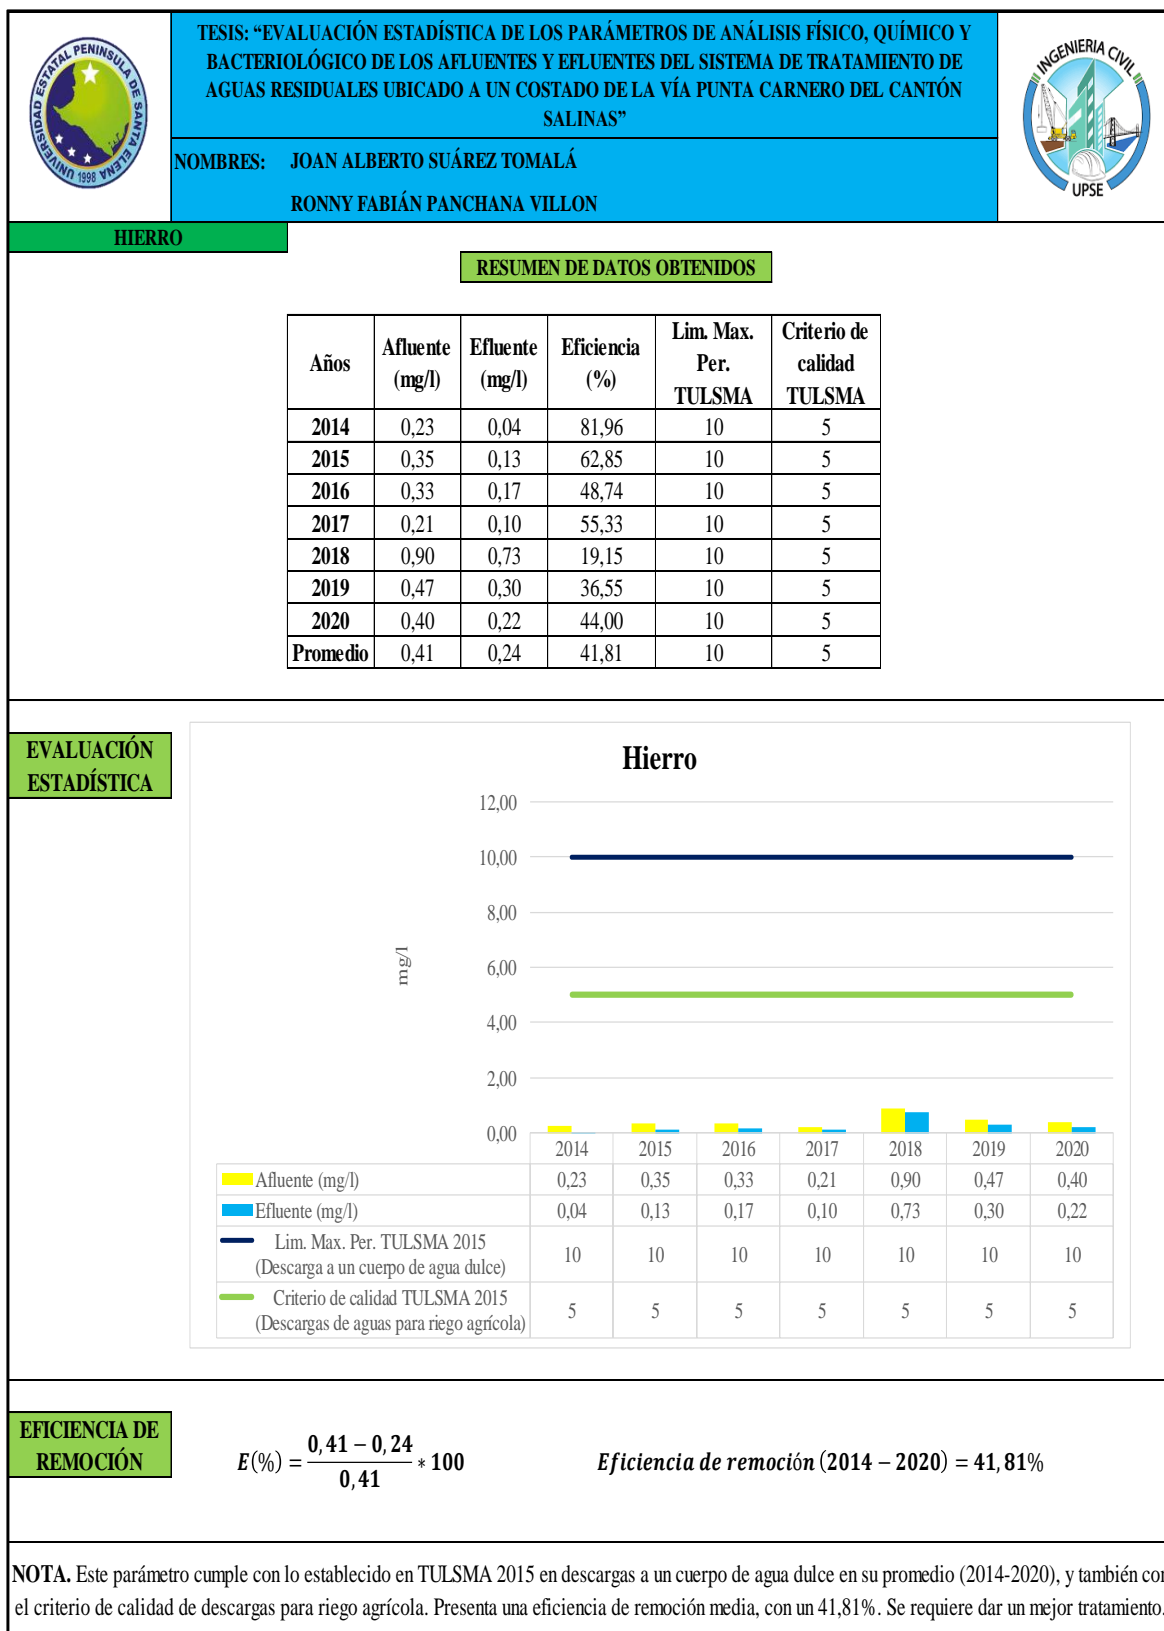 TESIS: “EVALUACIÓN ESTADÍSTICA DE LOS PARÁMETROS DE ANÁLISIS FÍSICO, QUÍMICO Y
BACTERIOLÓGICO DE LOS AFLUENTES Y EFLUENTES DEL SISTEMA DE TRATAMIENTO DE
AGUAS RESIDUALES UBICADO A UN COSTADO DE LA VÍA PUNTA CARNERO DEL CANTÓN
SALINAS”
UNIVERSIDAD ESTATAL PENINSULA DE SANTA ELENA
1998
INGENIERIA CIVIL
UPSE
NOMBRES: JOAN ALBERTO SUÁREZ TOMALÁ
RONNY FABIÁN PANCHANA VILLON
HIERRO
RESUMEN DE DATOS OBTENIDOS
Años Afluente (mg/l) Efluente (mg/l) Eficiencia (%) Lim. Max. Per. TULSMA Criterio de calidad TULSMA
2014 0,23 0,04 81,96 10 5
2015 0,35 0,13 62,85 10 5
2016 0,33 0,17 48,74 10 5
2017 0,21 0,10 55,33 10 5
2018 0,90 0,73 19,15 10 5
2019 0,47 0,30 36,55 10 5
2020 0,40 0,22 44,00 10 5
Promedio 0,41 0,24 41,81 10 5
EVALUACIÓN
ESTADÍSTICA
Hierro
12,00
10,00
8,00
6,00
4,00
2,00
0,00
mg/l
2014 2015 2016 2017 2018 2019 2020
Afluente (mg/l) 0,23 0,35 0,33 0,21 0,90 0,47 0,40
Efluente (mg/l) 0,04 0,13 0,17 0,10 0,73 0,30 0,22
Lim. Max. Per. TULSMA 2015
(Descarga a un cuerpo de agua dulce) 10 10 10 10 10 10 10
Criterio de calidad TULSMA 2015
(Descargas de aguas para riego agrícola) 5 5 5 5 5 5 5
EFICIENCIA DE
REMOCIÓN
E(%) = (0,41 − 0,24) / 0,41 * 100
Eficiencia de remoción (2014 − 2020) = 41,81%
NOTA. Este parámetro cumple con lo establecido en TULSMA 2015 en descargas a un cuerpo de agua dulce en su promedio (2014-2020), y también con
el criterio de calidad de descargas para riego agrícola. Presenta una eficiencia de remoción media, con un 41,81%. Se requiere dar un mejor tratamiento.